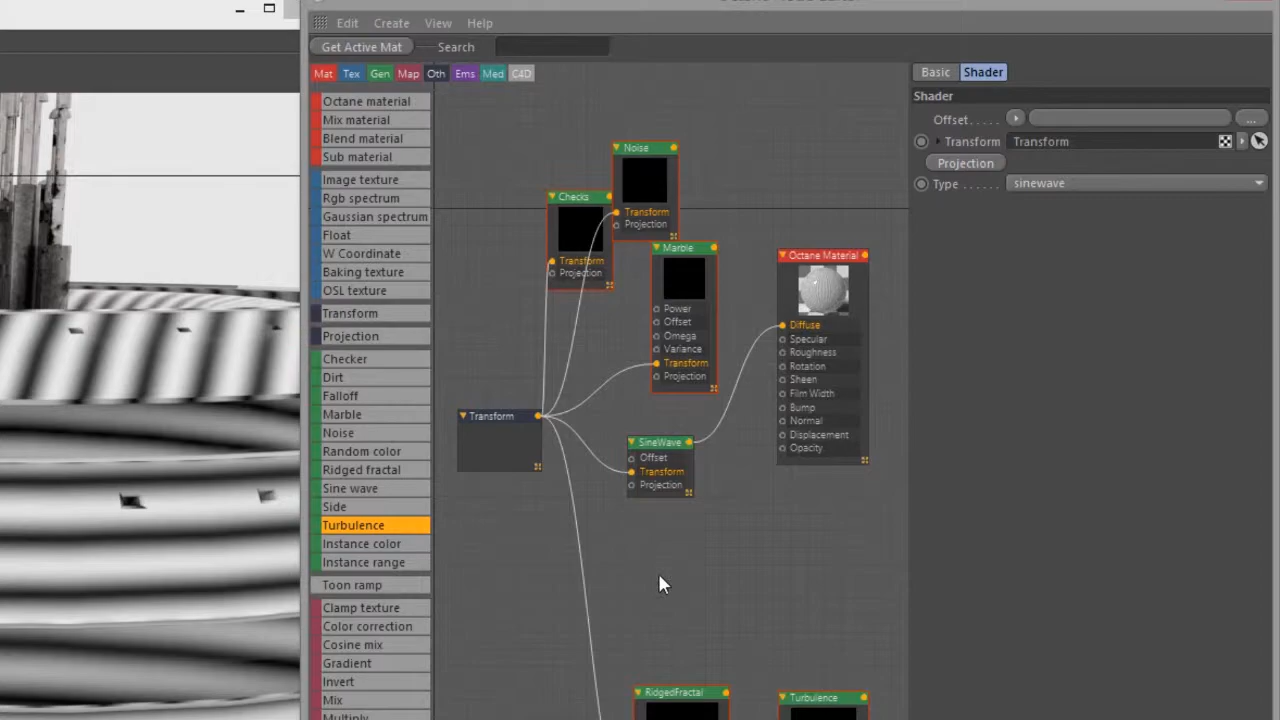 Edit Create View Help
Get Active Mat Search
Mat Tex Gen Map Oth Ems Med C4D
Octane material
Mix material
Blend material
Sub material
Image texture
Rgb spectrum
Gaussian spectrum
Float
W Coordinate
Baking texture
OSL texture
Transform
Projection
Checker
Dirt
Falloff
Marble
Noise
Random color
Ridged fractal
Sine wave
Side
Turbulence
Instance color
Instance range
Toon ramp
Clamp texture
Color correction
Cosine mix
Gradient
Invert
Mix
Multiply
Noise
Transform
Projection
Checks
Transform
Projection
Marble
Power
Offset
Omega
Variance
Transform
Projection
Octane Material
Diffuse
Specular
Roughness
Rotation
Sheen
Film Width
Bump
Normal
Displacement
Opacity
Transform
SineWave
Offset
Transform
Projection
RidgedFractal
Turbulence
Basic Shader
Shader
Offset. . . . . ...
Transform Transform
Projection
Type . . . . . . sinewave